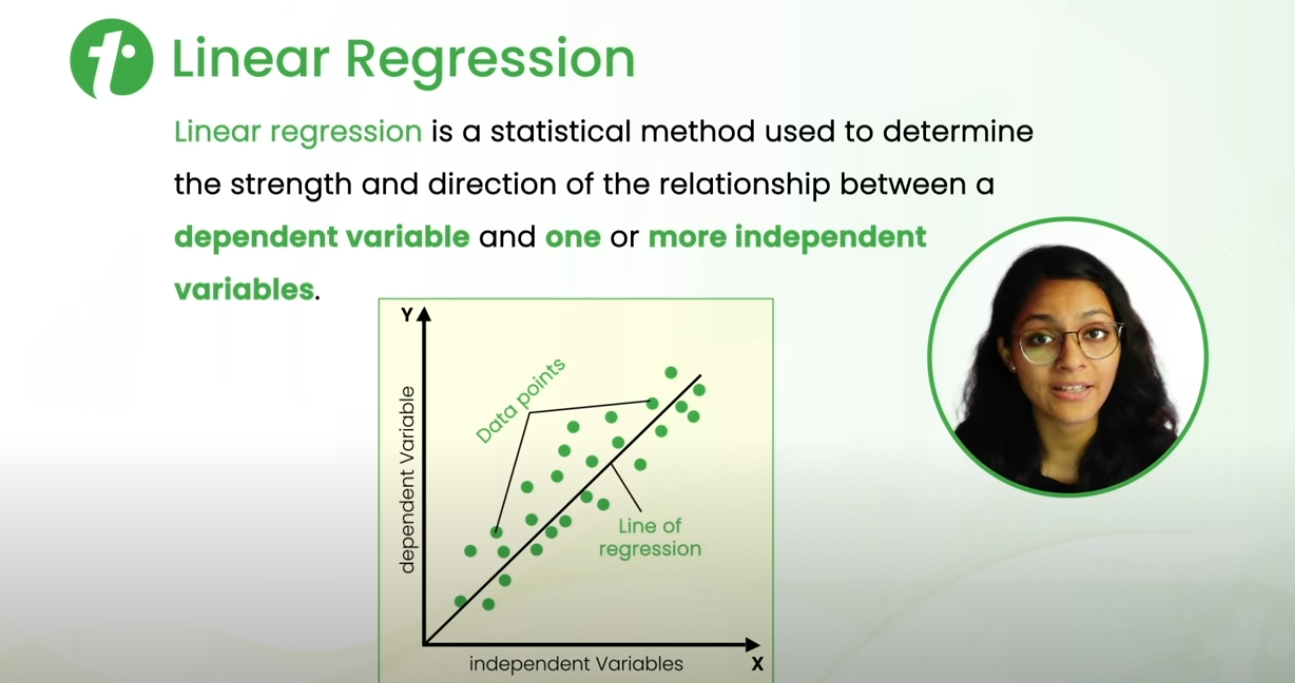 Linear Regression
Linear regression is a statistical method used to determine
the strength and direction of the relationship between a
dependent variable and one or more independent
variables.
Y
Data points
dependent Variable
Line of
regression
independent Variables
X